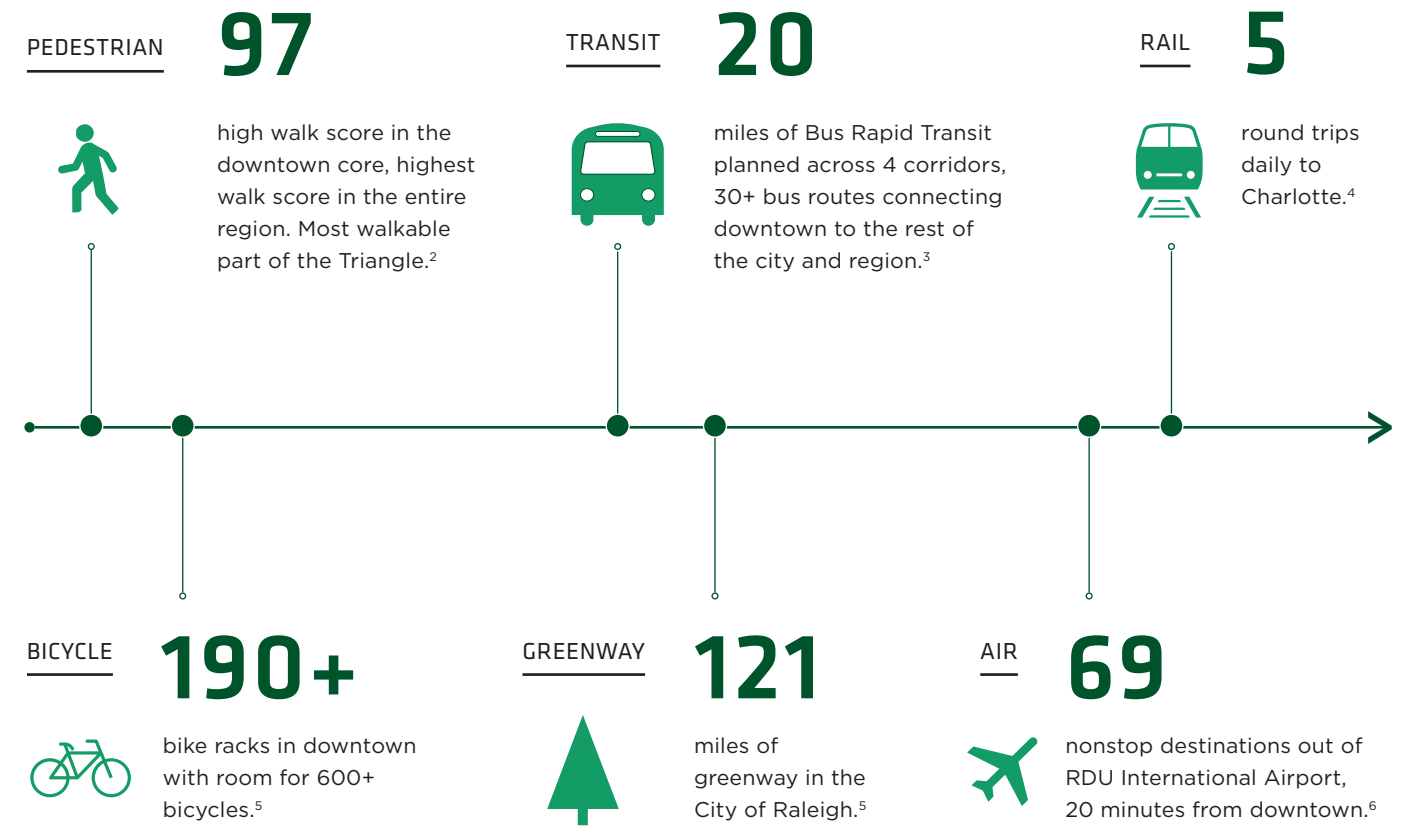 PEDESTRIAN
97
high walk score in the
downtown core, highest
walk score in the entire
region. Most walkable
part of the Triangle.2
TRANSIT
20
miles of Bus Rapid Transit
planned across 4 corridors,
30+ bus routes connecting
downtown to the rest of
the city and region.3
RAIL
5
round trips
daily to
Charlotte.4
BICYCLE
190+
bike racks in downtown
with room for 600+
bicycles.5
GREENWAY
121
miles of
greenway in the
City of Raleigh.5
AIR
69
nonstop destinations out of
RDU International Airport,
20 minutes from downtown.6